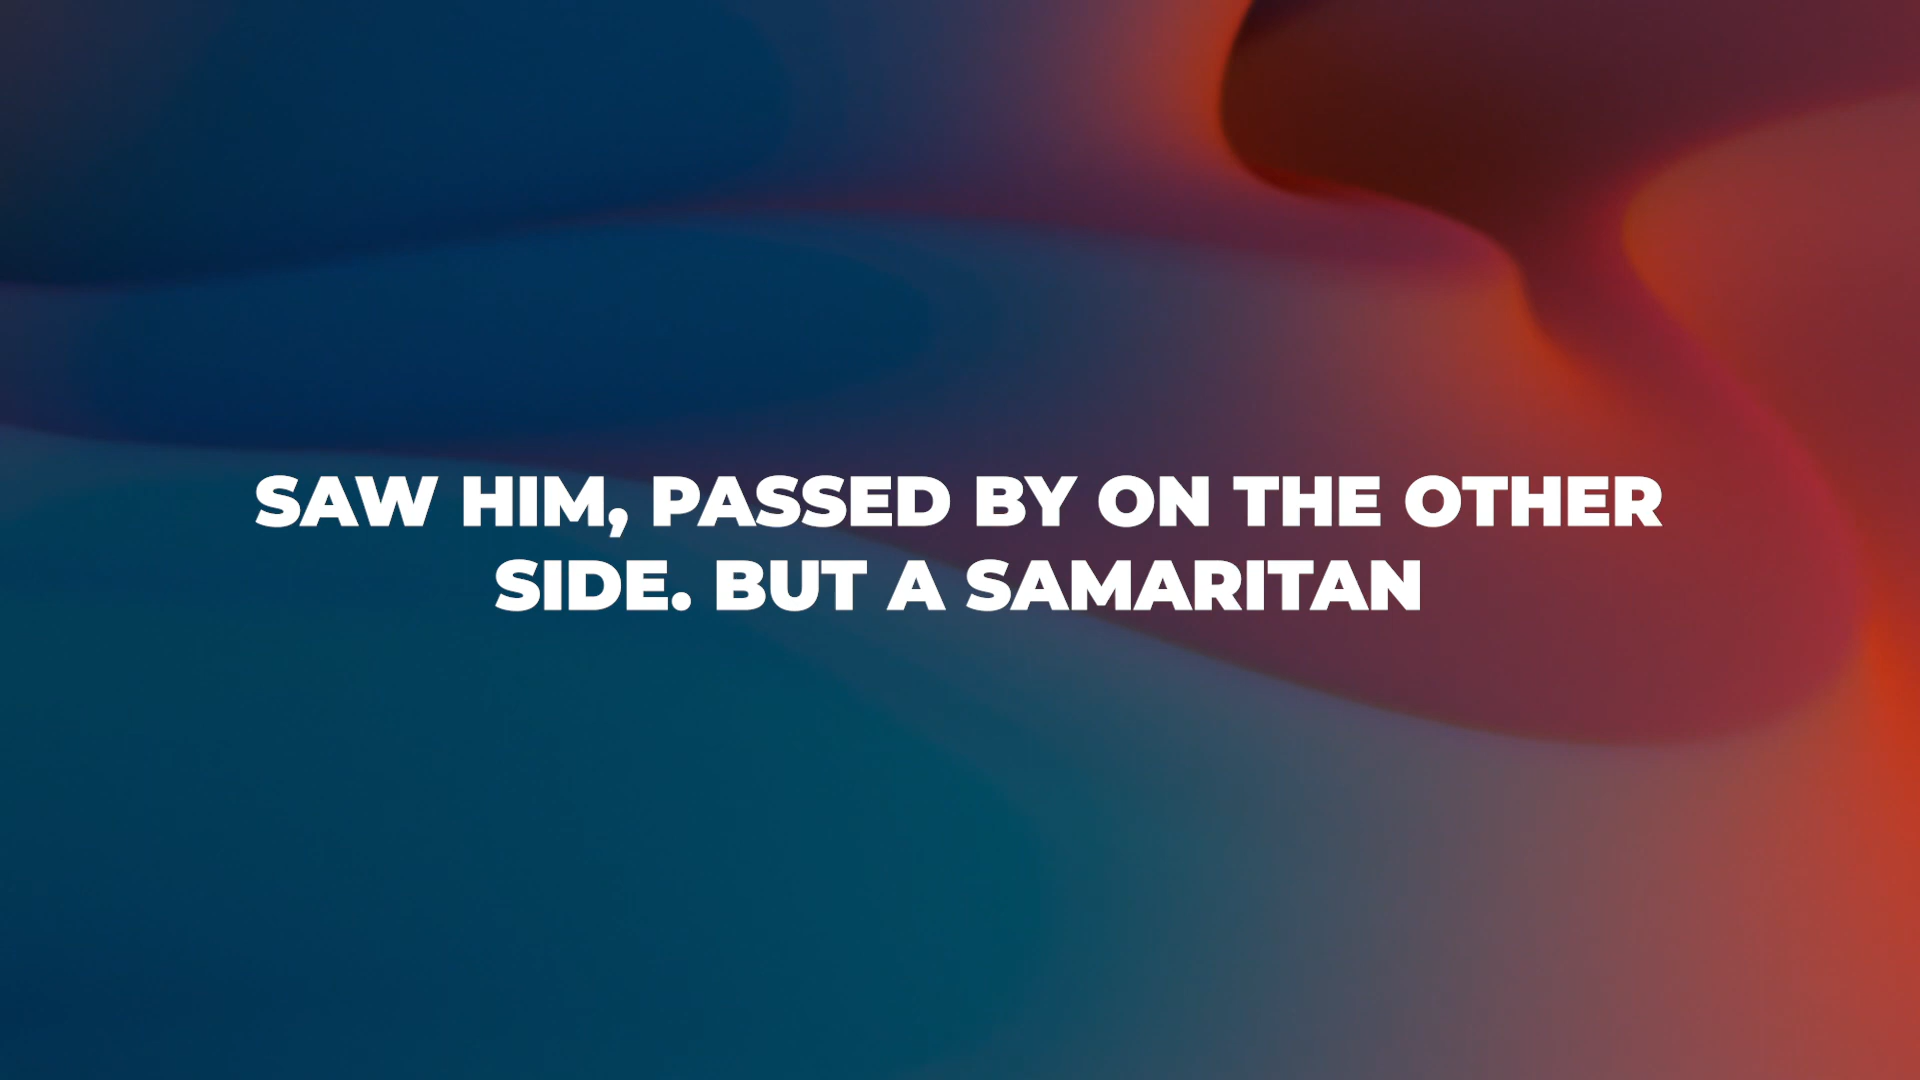 SAW HIM, PASSED BY ON THE OTHER
SIDE. BUT A SAMARITAN